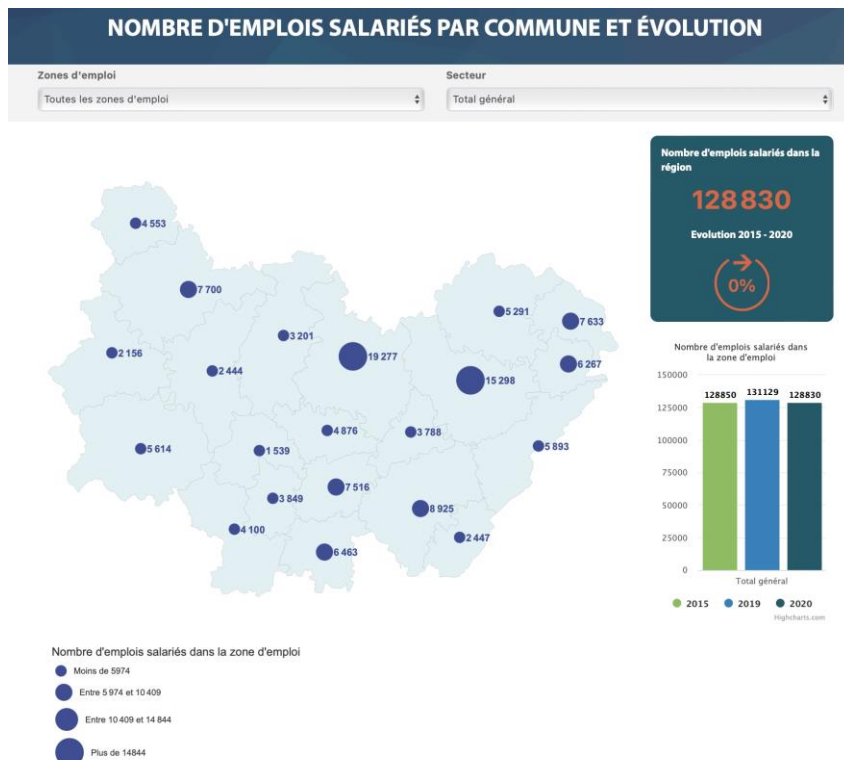 NOMBRE D'EMPLOIS SALARIÉS PAR COMMUNE ET ÉVOLUTION
Zones d'emploi
Toutes les zones d'emploi
Secteur
Total général
4 553
7 700
2 156
2 444
3 201
19 277
15 298
5 291
7 633
6 267
5 614
1 539
4 876
3 788
5 893
3 849
7 516
8 925
4 100
6 463
2 447
Nombre d'emplois salariés dans la
région
128 830
Evolution 2015 - 2020
0%
Nombre d'emplois salariés dans
la zone d'emploi
150000
125000
100000
75000
50000
25000
0
128850
131129
128830
Total général
2015
2019
2020
Highcharts.com
Nombre d'emplois salariés dans la zone d'emploi
Moins de 5974
Entre 5 974 et 10 409
Entre 10 409 et 14 844
Plus de 14844